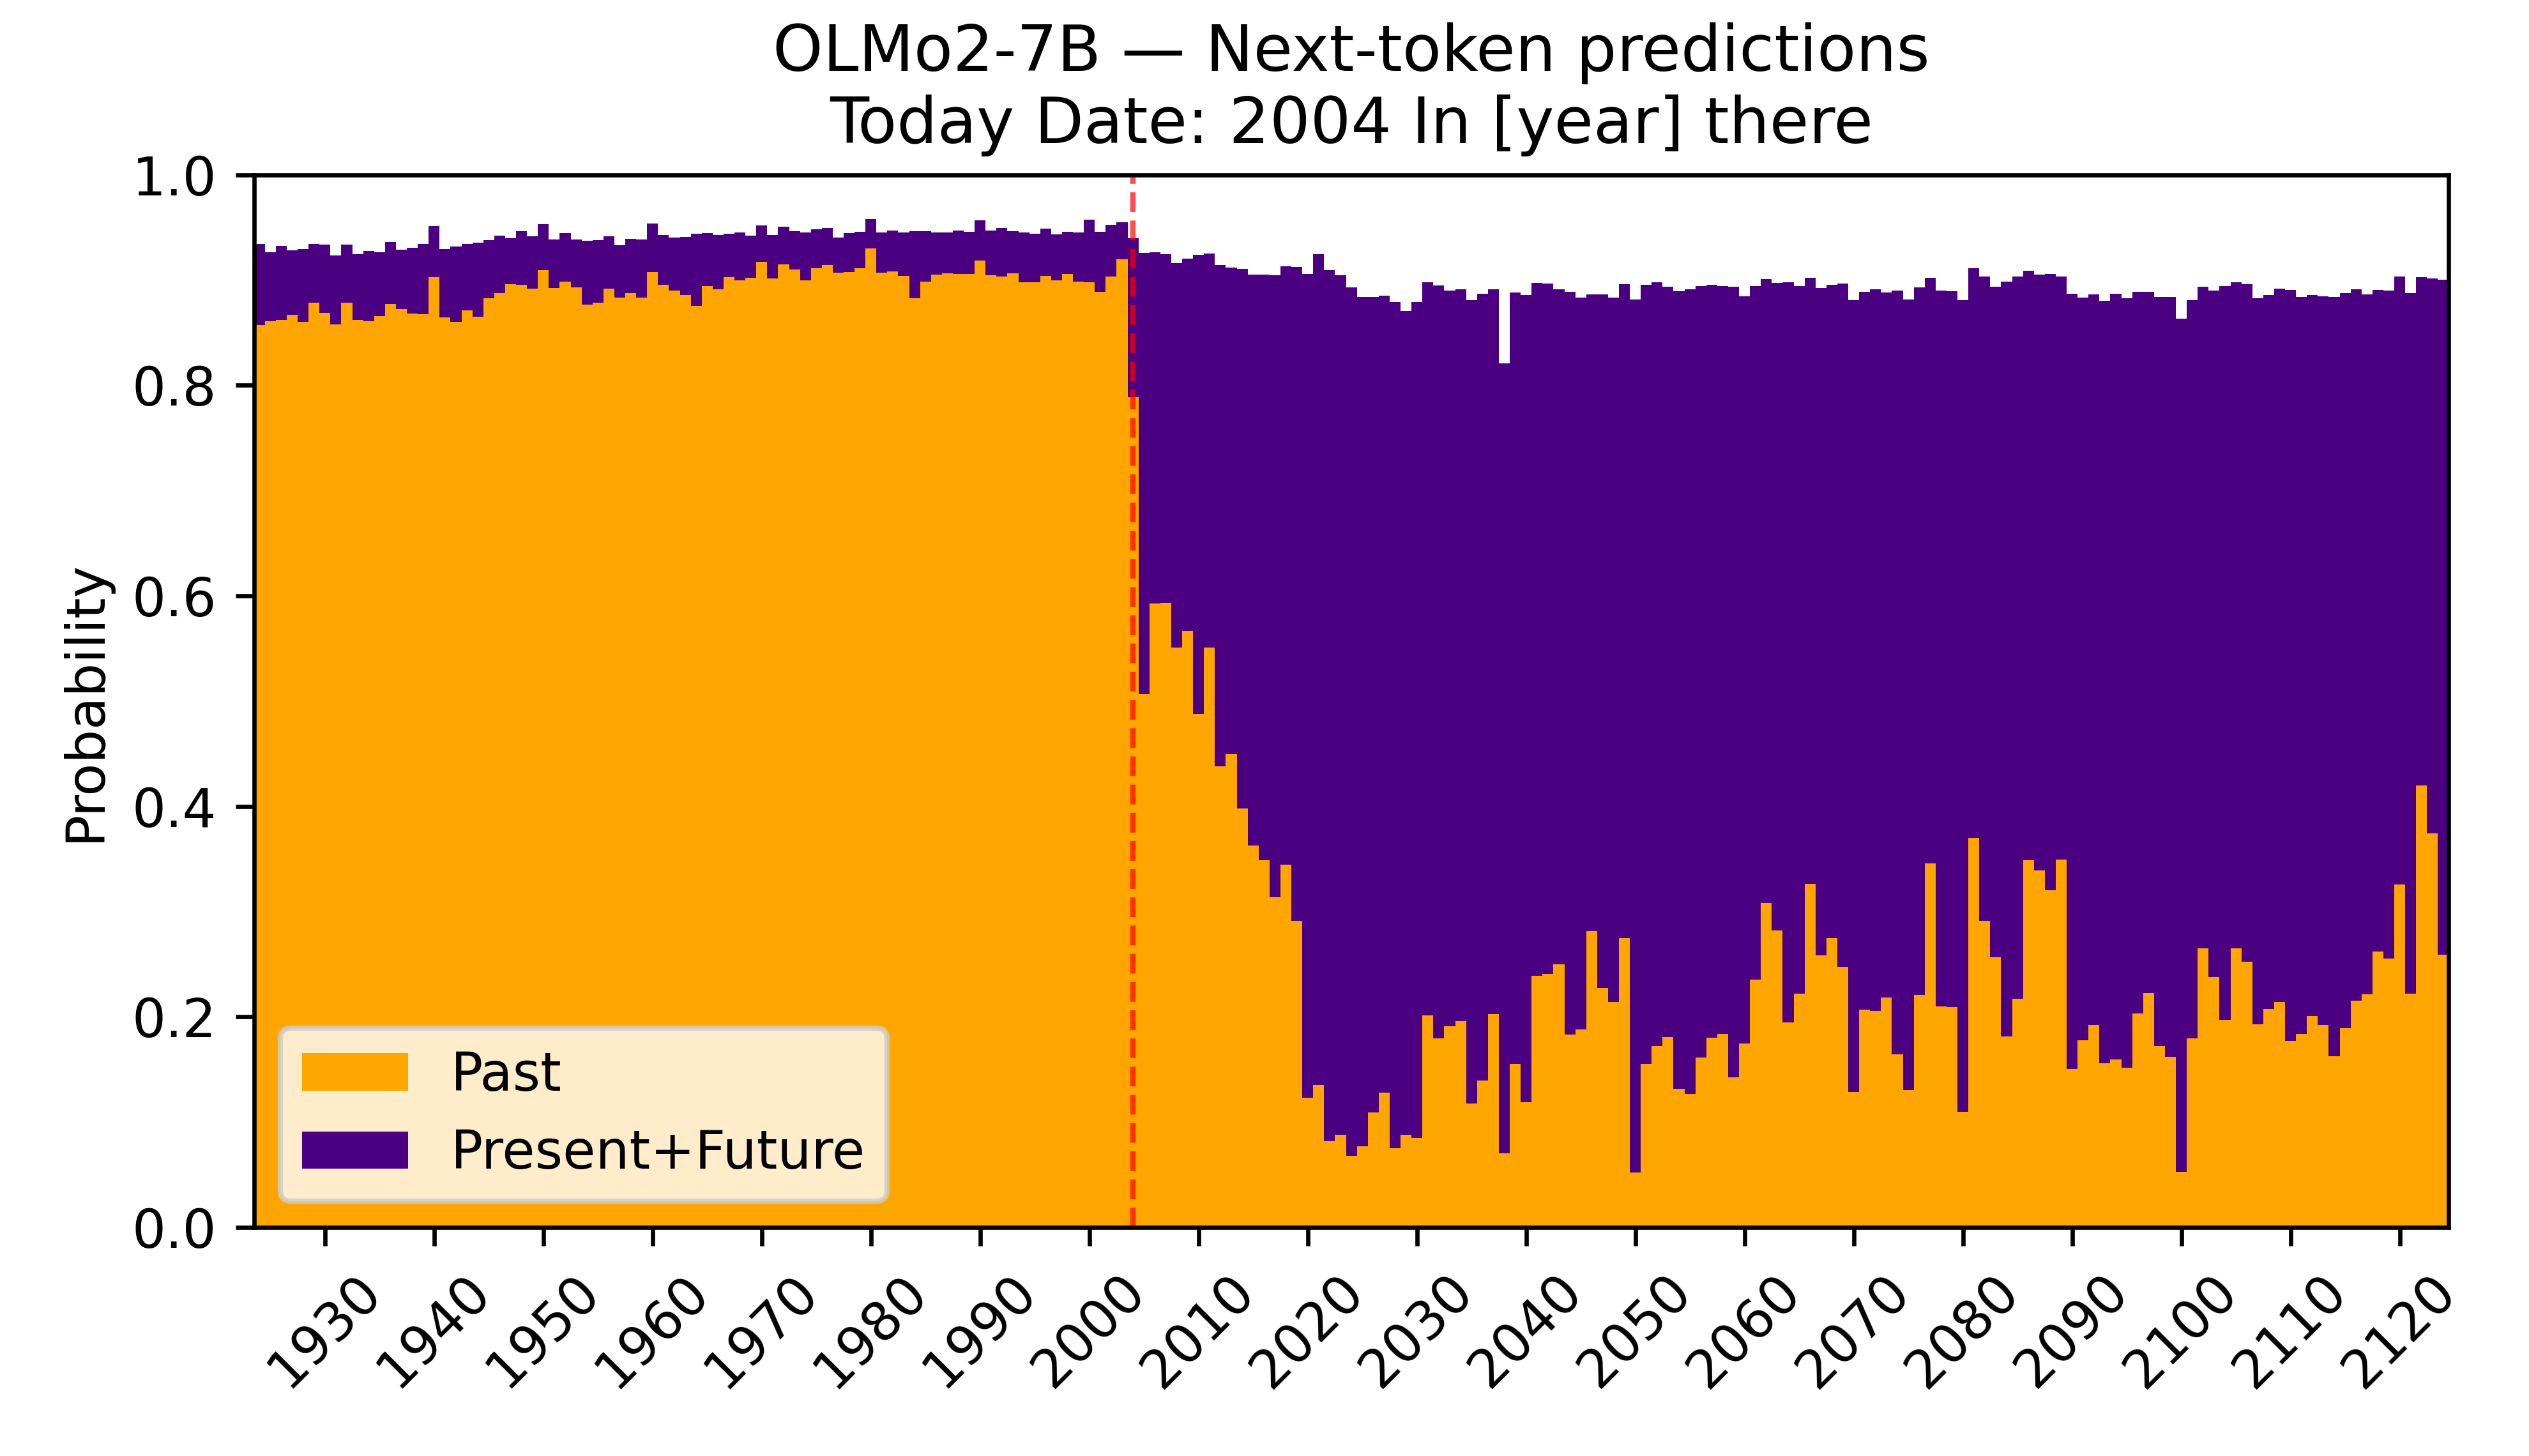 OLMo2-7B — Next-token predictions
Today Date: 2004 In [year] there
Probability
1.0
0.8
0.6
0.4
0.2
0.0
Past
Present+Future
1930 1940 1950 1960 1970 1980 1990 2000 2010 2020 2030 2040 2050 2060 2070 2080 2090 2100 2110 2120